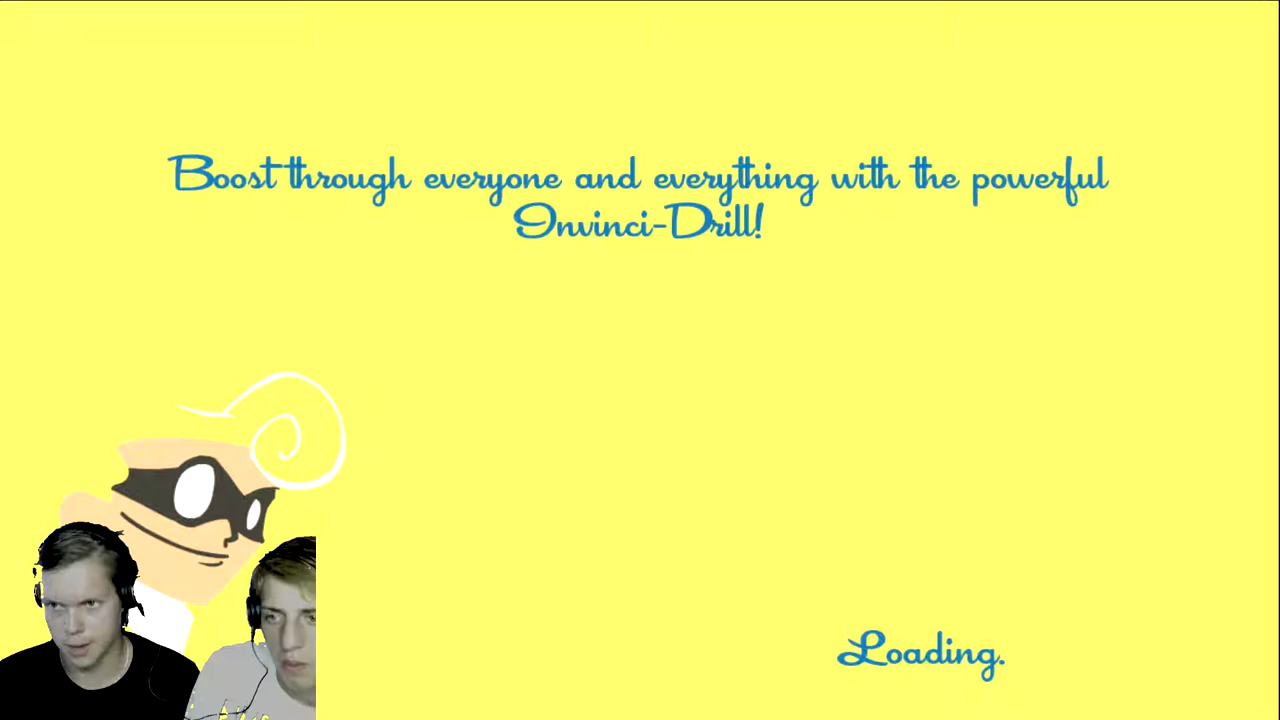 Boost through everyone and everything with the powerful
Invinci-Drill!
Loading.